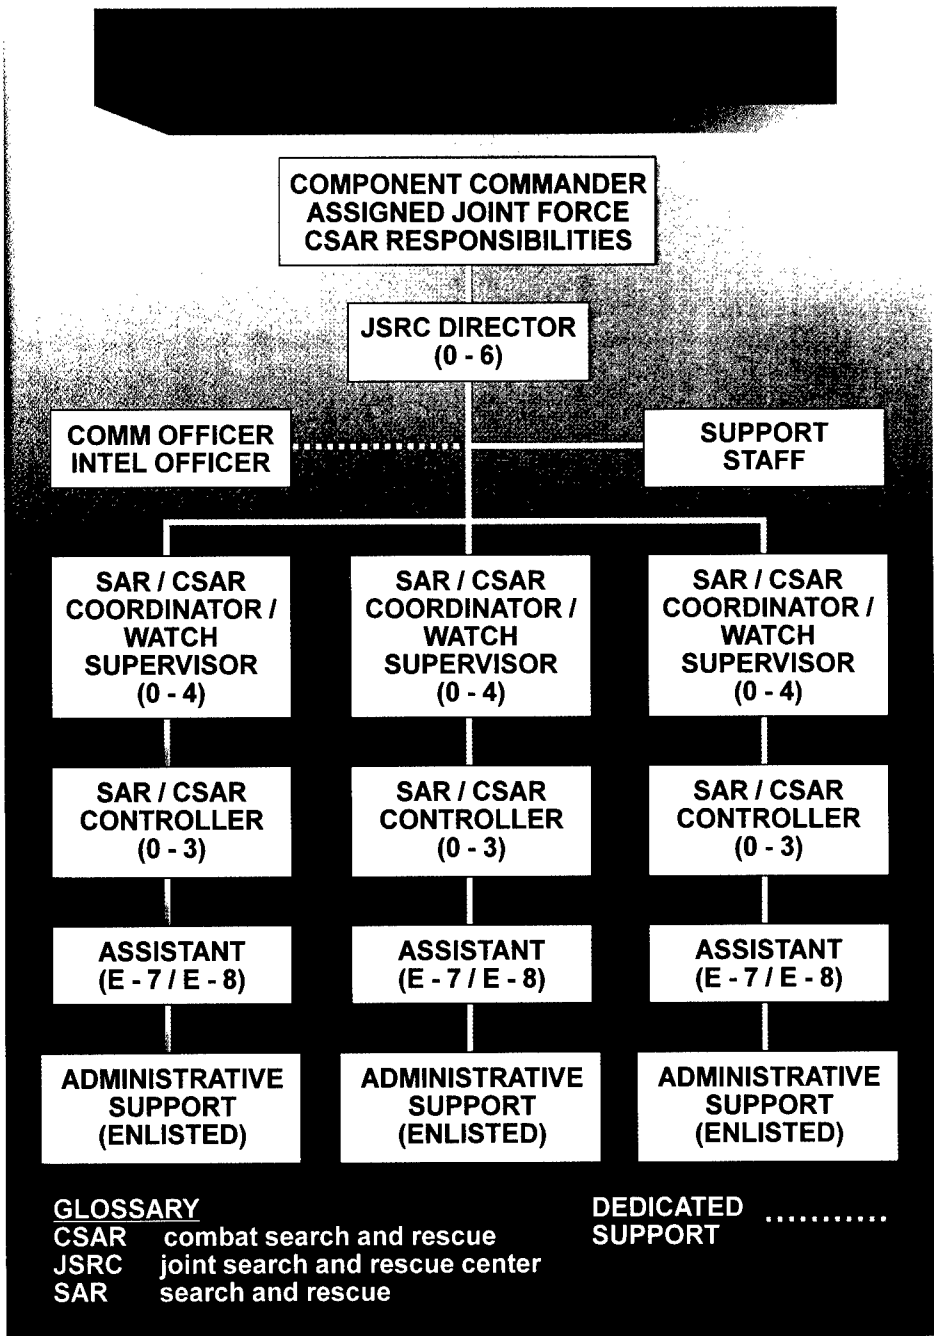 COMPONENT COMMANDER
ASSIGNED JOINT FORCE
CSAR RESPONSIBILITIES
JSRC DIRECTOR
(0 - 6)
COMM OFFICER
INTEL OFFICER
SUPPORT
STAFF
SAR / CSAR
COORDINATOR /
WATCH
SUPERVISOR
(0 - 4)
SAR / CSAR
COORDINATOR /
WATCH
SUPERVISOR
(0 - 4)
SAR / CSAR
COORDINATOR /
WATCH
SUPERVISOR
(0 - 4)
SAR / CSAR
CONTROLLER
(0 - 3)
SAR / CSAR
CONTROLLER
(0 - 3)
SAR / CSAR
CONTROLLER
(0 - 3)
ASSISTANT
(E - 7 / E - 8)
ASSISTANT
(E - 7 / E - 8)
ASSISTANT
(E - 7 / E - 8)
ADMINISTRATIVE
SUPPORT
(ENLISTED)
ADMINISTRATIVE
SUPPORT
(ENLISTED)
ADMINISTRATIVE
SUPPORT
(ENLISTED)
GLOSSARY
CSAR combat search and rescue
JSRC joint search and rescue center
SAR search and rescue
DEDICATED
SUPPORT